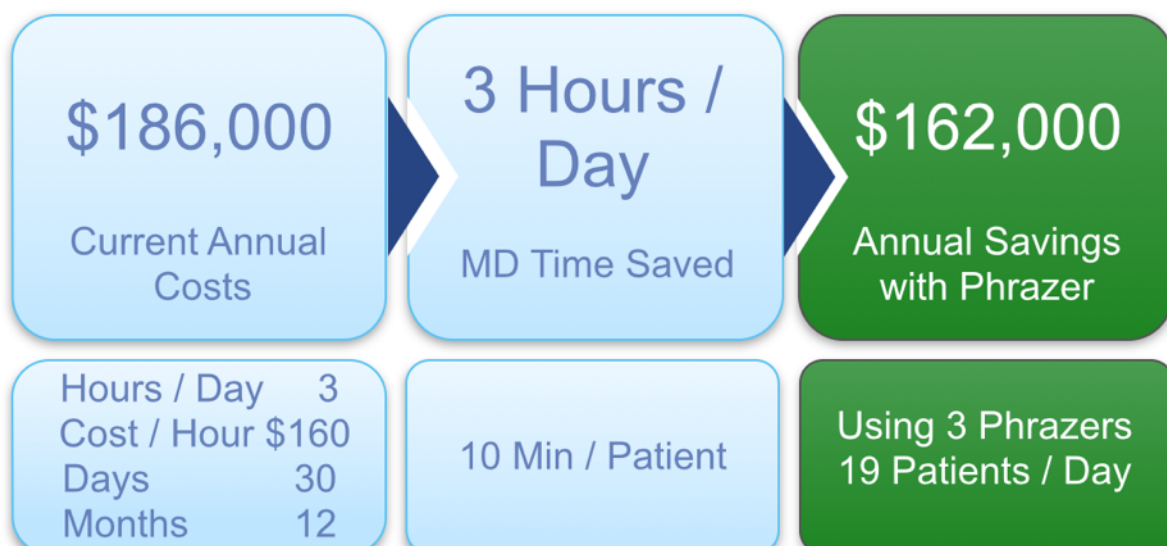 $186,000
Current Annual
Costs
3 Hours /
Day
MD Time Saved
$162,000
Annual Savings
with Phrazer
Hours / Day 3
Cost / Hour $160
Days 30
Months 12
10 Min / Patient
Using 3 Phrazers
19 Patients / Day